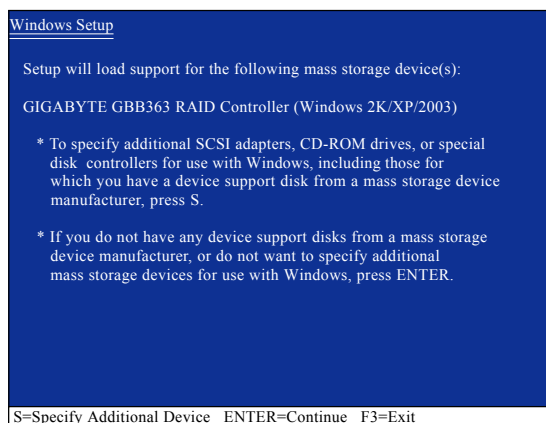 Windows Setup
Setup will load support for the following mass storage device(s):
GIGABYTE GBB363 RAID Controller (Windows 2K/XP/2003)
* To specify additional SCSI adapters, CD-ROM drives, or special
disk controllers for use with Windows, including those for
which you have a device support disk from a mass storage device
manufacturer, press S.
* If you do not have any device support disks from a mass storage
device manufacturer, or do not want to specify additional
mass storage devices for use with Windows, press ENTER.
S=Specify Additional Device ENTER=Continue F3=Exit